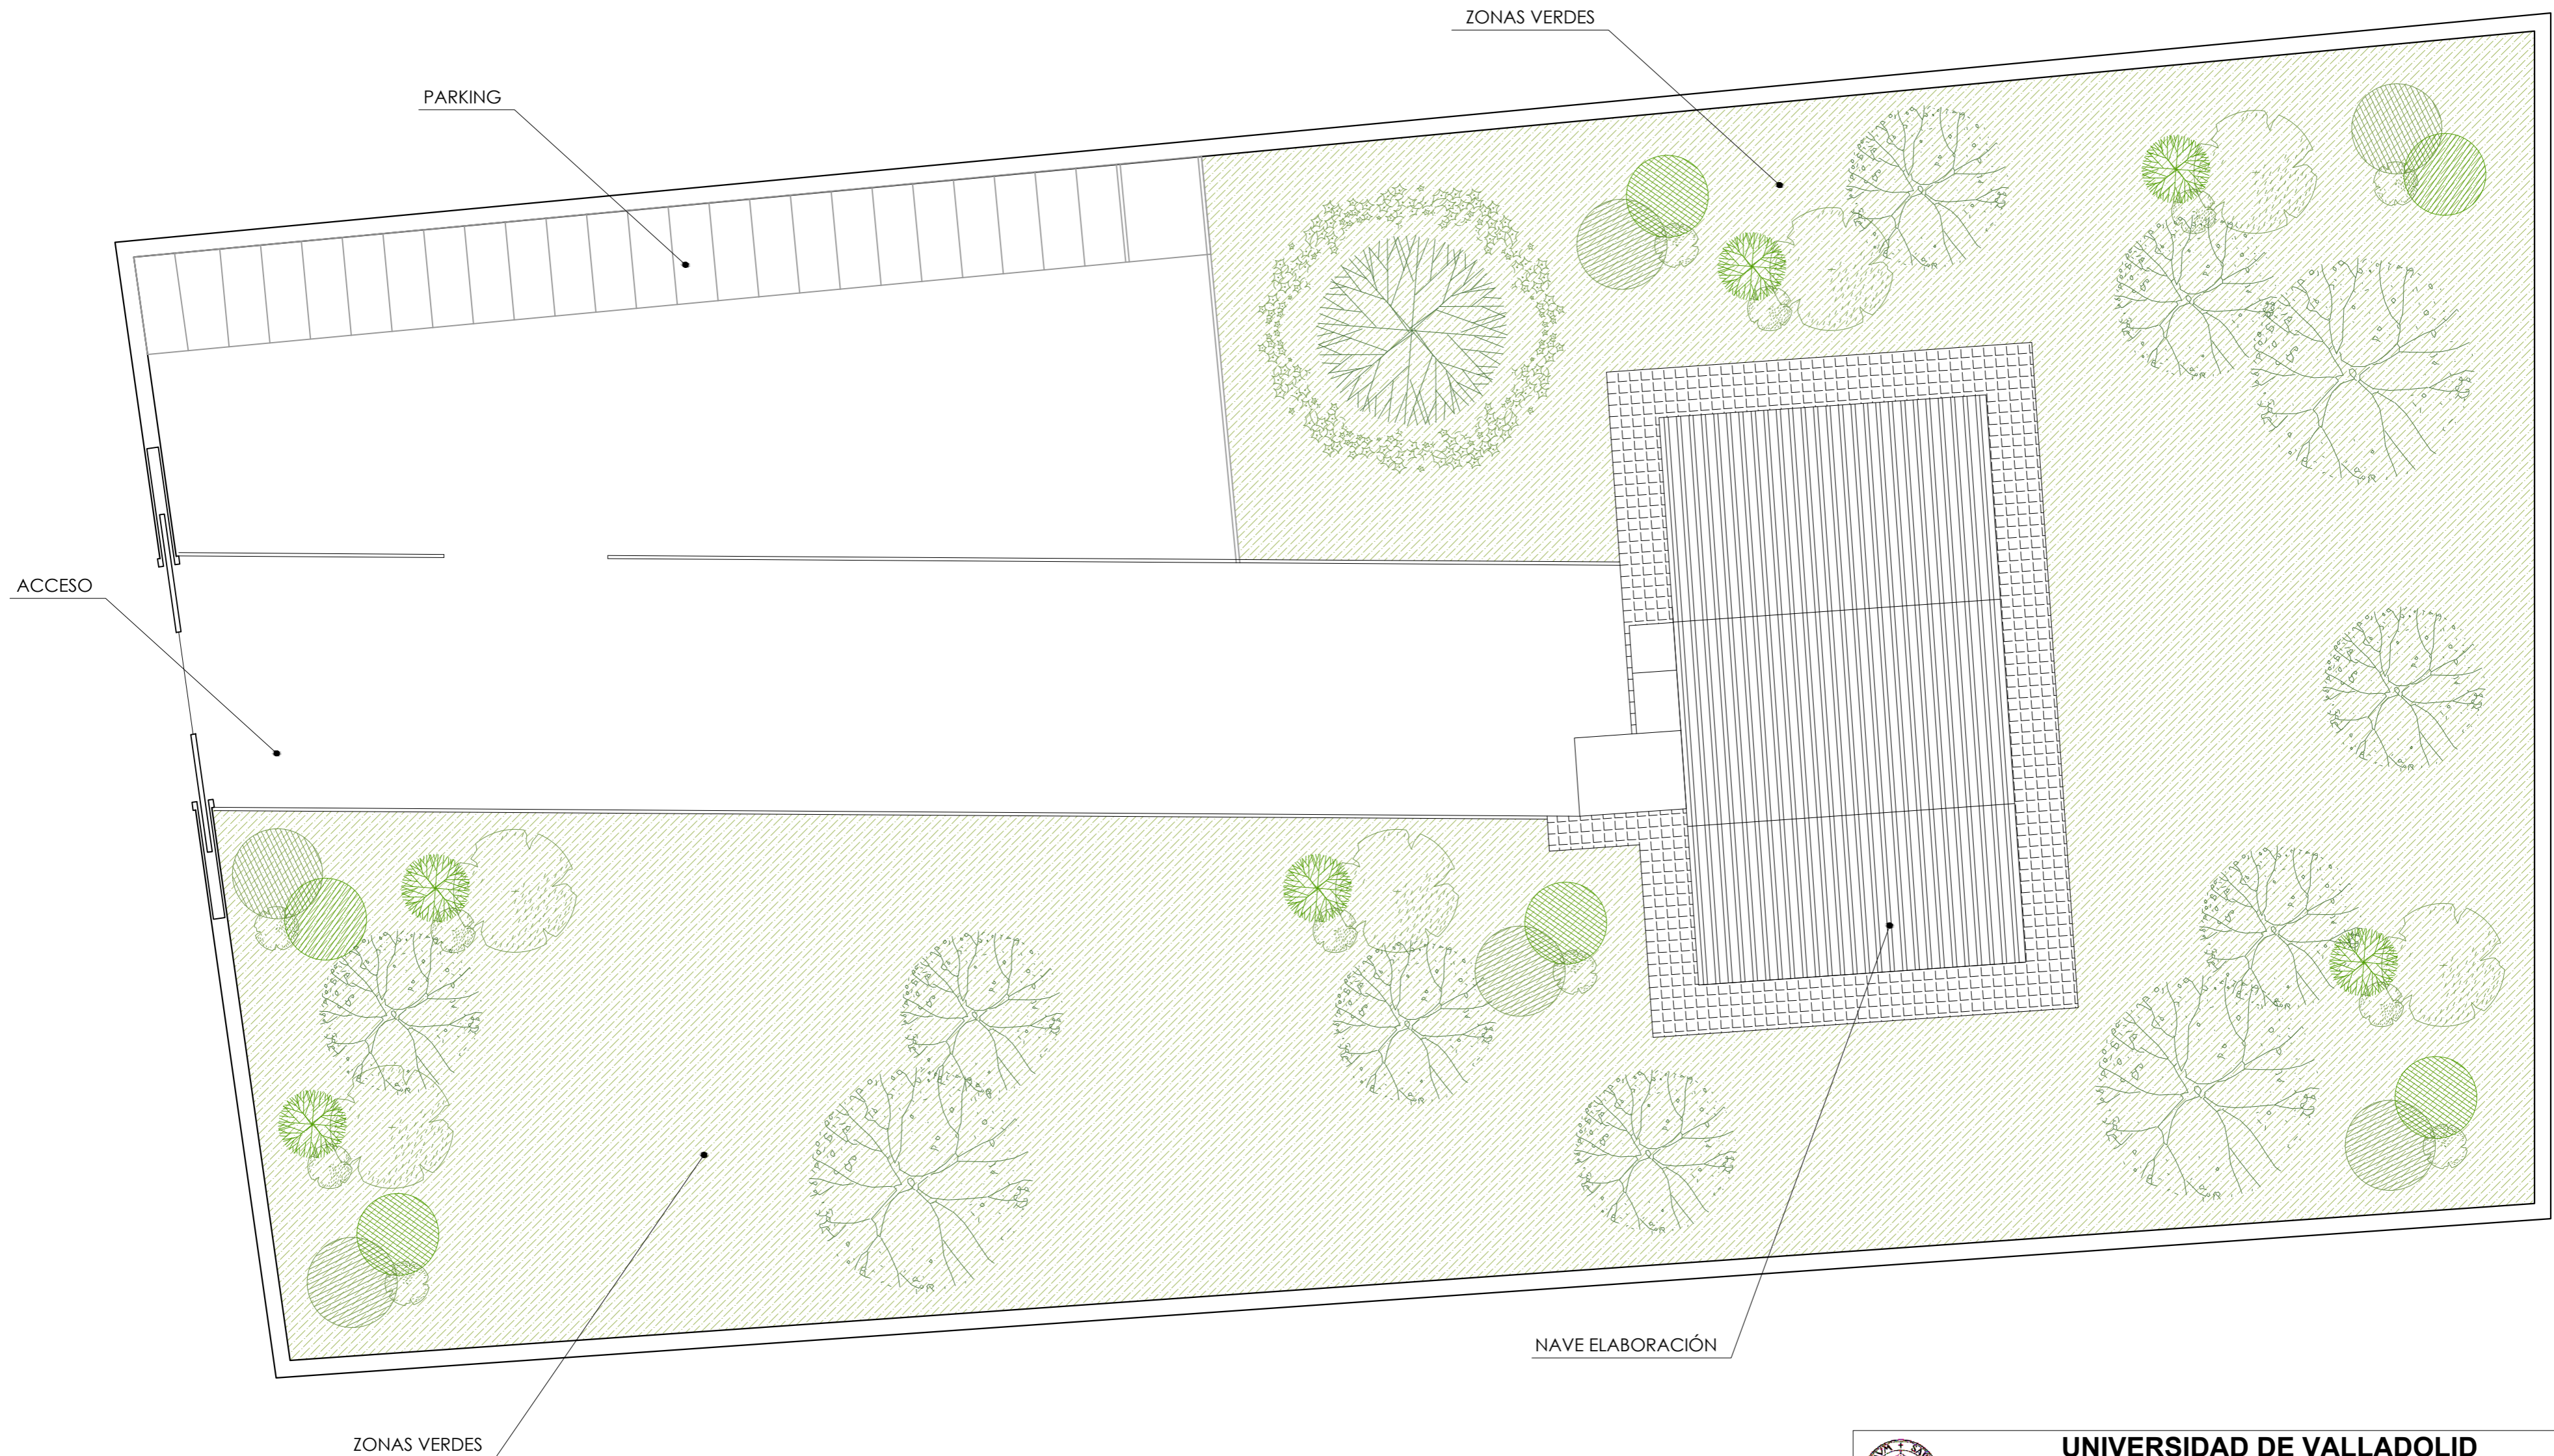 ZONAS VERDES
PARKING
ACCESO
NAVE ELABORACIÓN
ZONAS VERDES
UNIVERSIDAD DE VALLADOLID